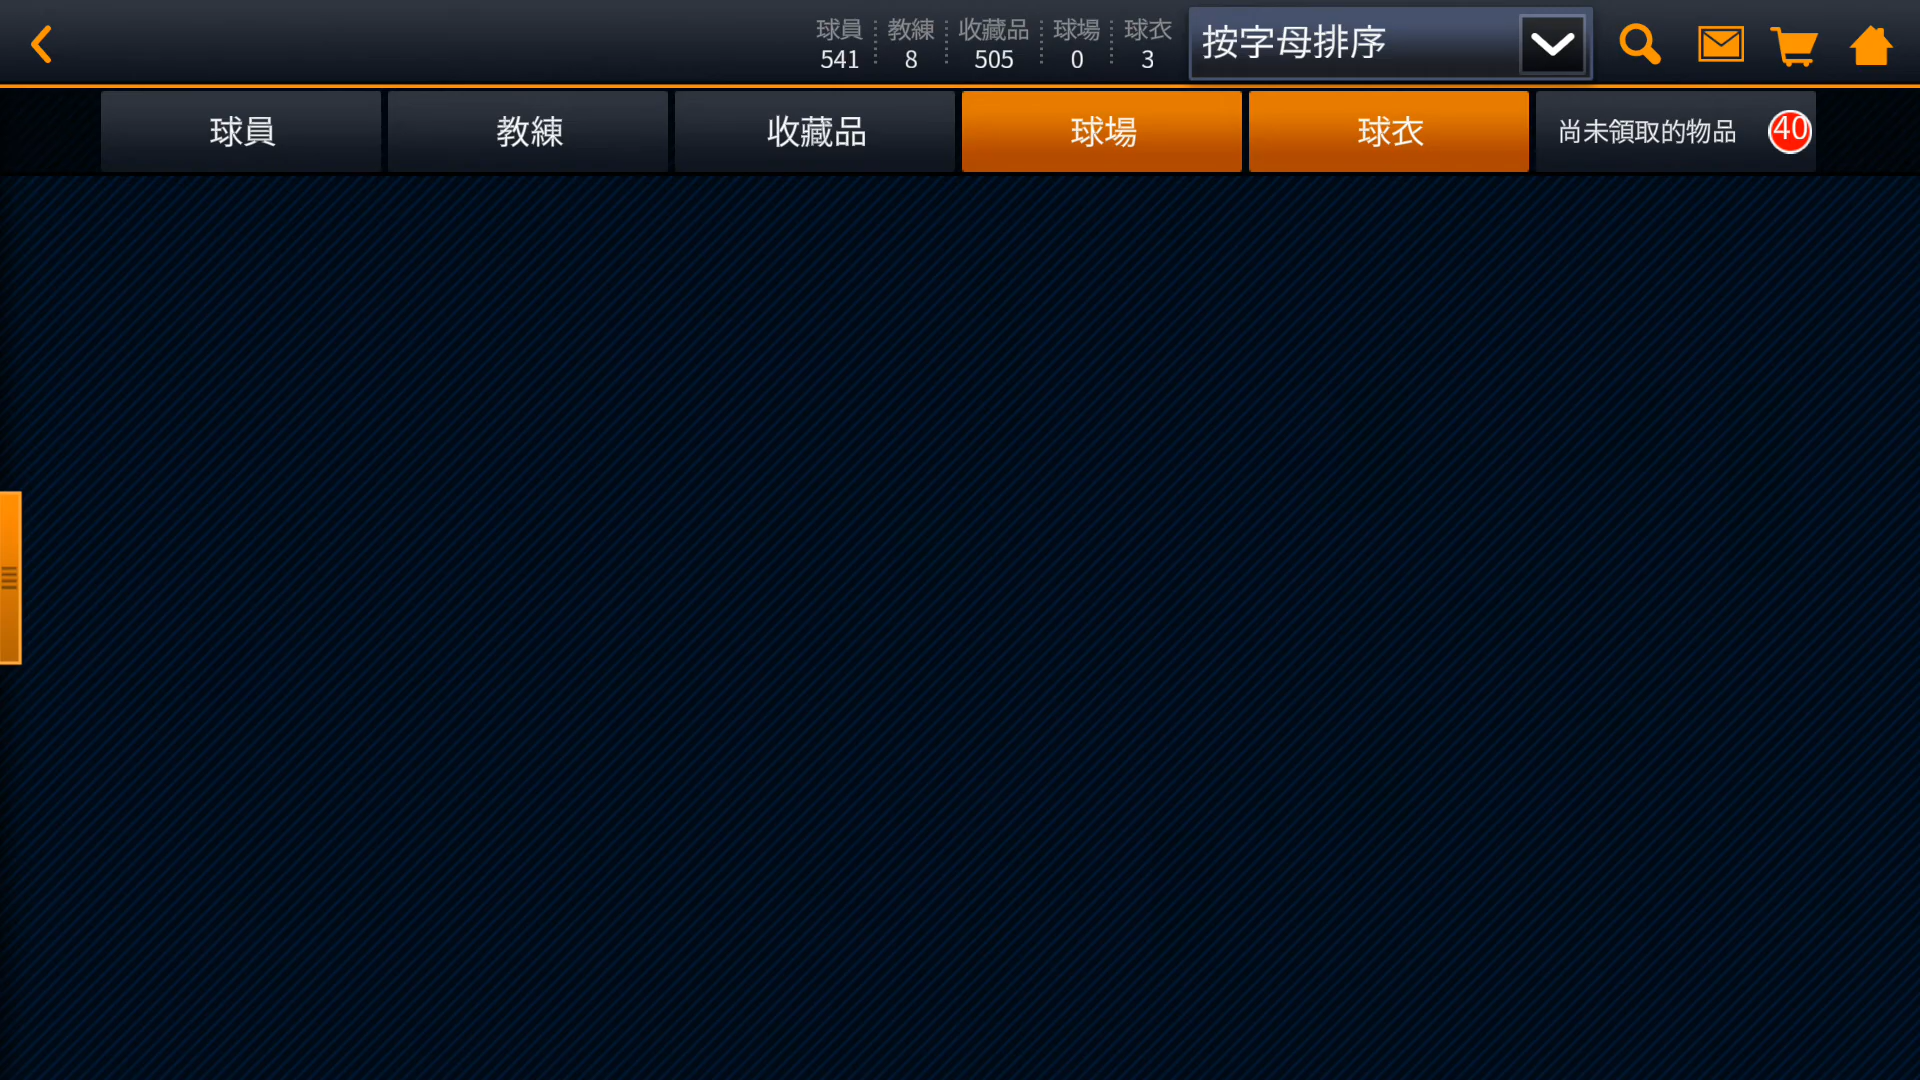 球員 教練 收藏品 球場 球衣
541 8 505 0 3
按字母排序
球員 教練 收藏品 球場 球衣 尚未領取的物品 40